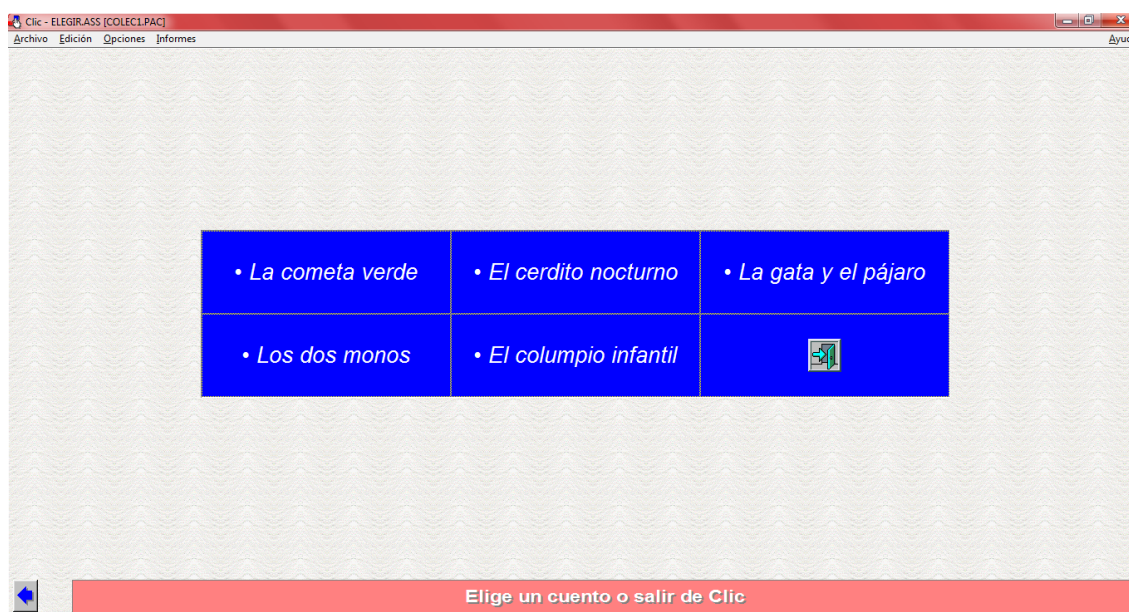 Clic - ELEGIR.ASS [COLEC1.PAC]
Archivo Edición Opciones Informes
• La cometa verde • El cerdito nocturno • La gata y el pájaro
• Los dos monos • El columpio infantil
Elige un cuento o salir de Clic